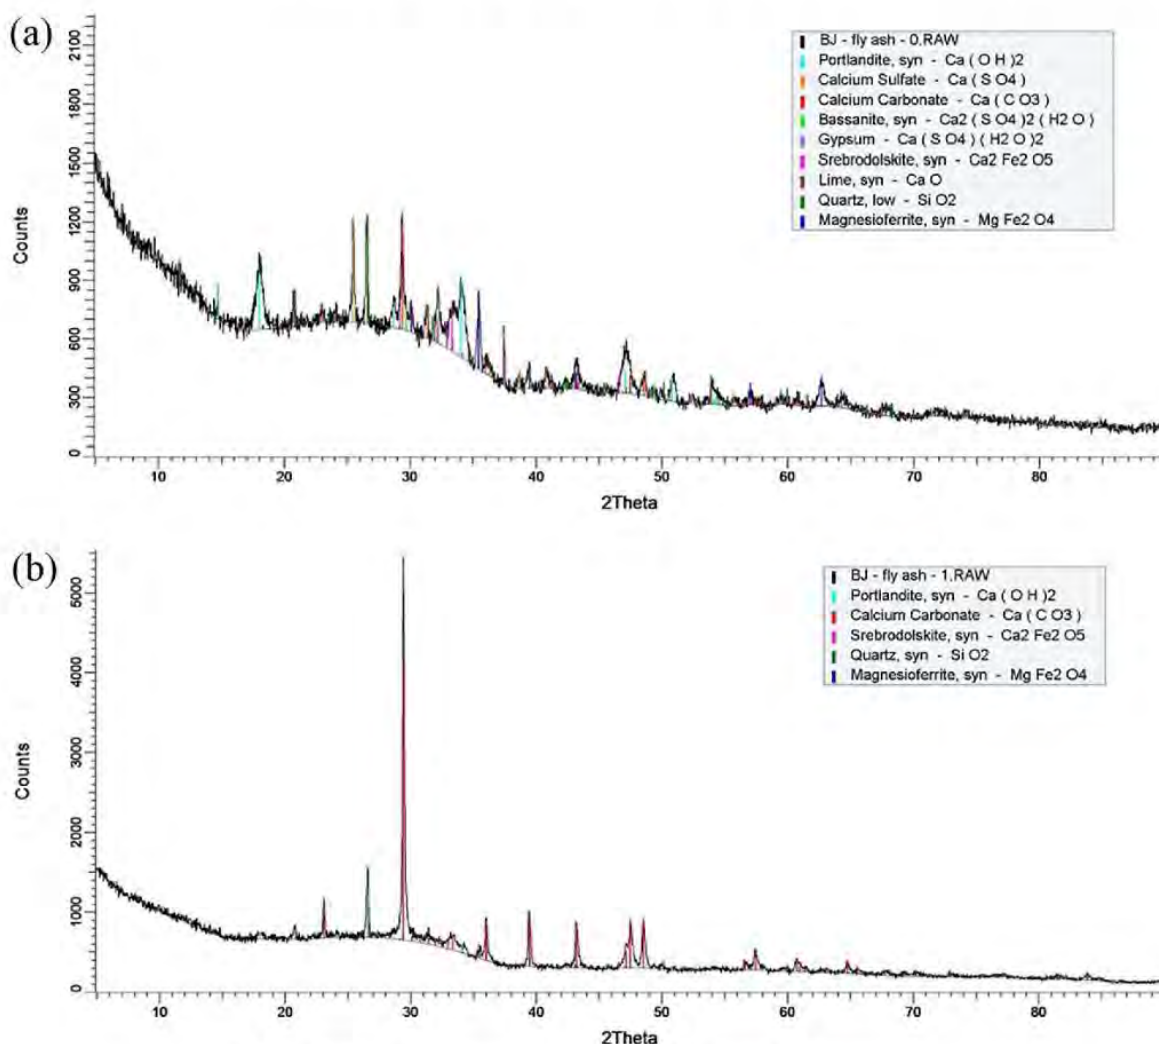 (a)
BJ - fly ash - 0.RAW
Portlandite, syn - Ca ( O H )2
Calcium Sulfate - Ca ( S O4 )
Calcium Carbonate - Ca ( C O3 )
Bassanite, syn - Ca2 ( S O4 )2 ( H2 O )
Gypsum - Ca ( S O4 ) ( H2 O )2
Srebrodolskite, syn - Ca2 Fe2 O5
Lime, syn - Ca O
Quartz, low - Si O2
Magnesioferrite, syn - Mg Fe2 O4
Counts
2100
1800
1500
1200
900
600
300
0
10 20 30 40 50 60 70 80
2Theta
(b)
BJ - fly ash - 1.RAW
Portlandite, syn - Ca ( O H )2
Calcium Carbonate - Ca ( C O3 )
Srebrodolskite, syn - Ca2 Fe2 O5
Quartz, syn - Si O2
Magnesioferrite, syn - Mg Fe2 O4
Counts
5000
4000
3000
2000
1000
0
10 20 30 40 50 60 70 80
2Theta